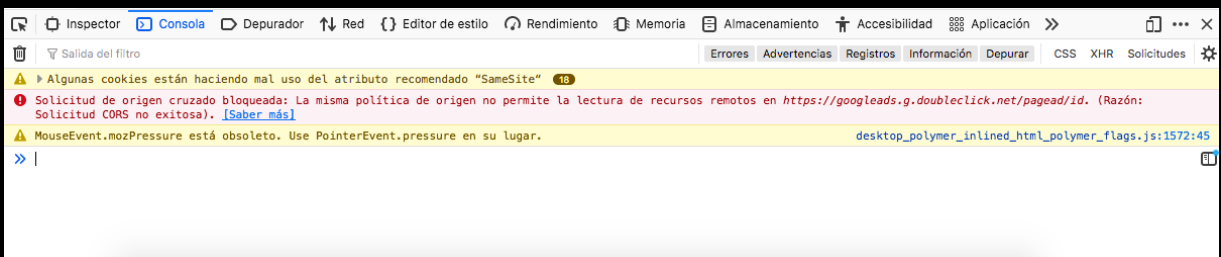 Inspector Consola Depurador Red {} Editor de estilo Rendimiento Memoria Almacenamiento Accesibilidad Aplicación
Salida del filtro Errores Advertencias Registros Información Depurar CSS XHR Solicitudes
Algunas cookies están haciendo mal uso del atributo recomendado “SameSite“ 18
Solicitud de origen cruzado bloqueada: La misma política de origen no permite la lectura de recursos remotos en https://googleads.g.doubleclick.net/pagead/id. (Razón:
Solicitud CORS no exitosa). [Saber más]
MouseEvent.mozPressure está obsoleto. Use PointerEvent.pressure en su lugar. desktop_polymer_inlined_html_polymer_flags.js:1572:45